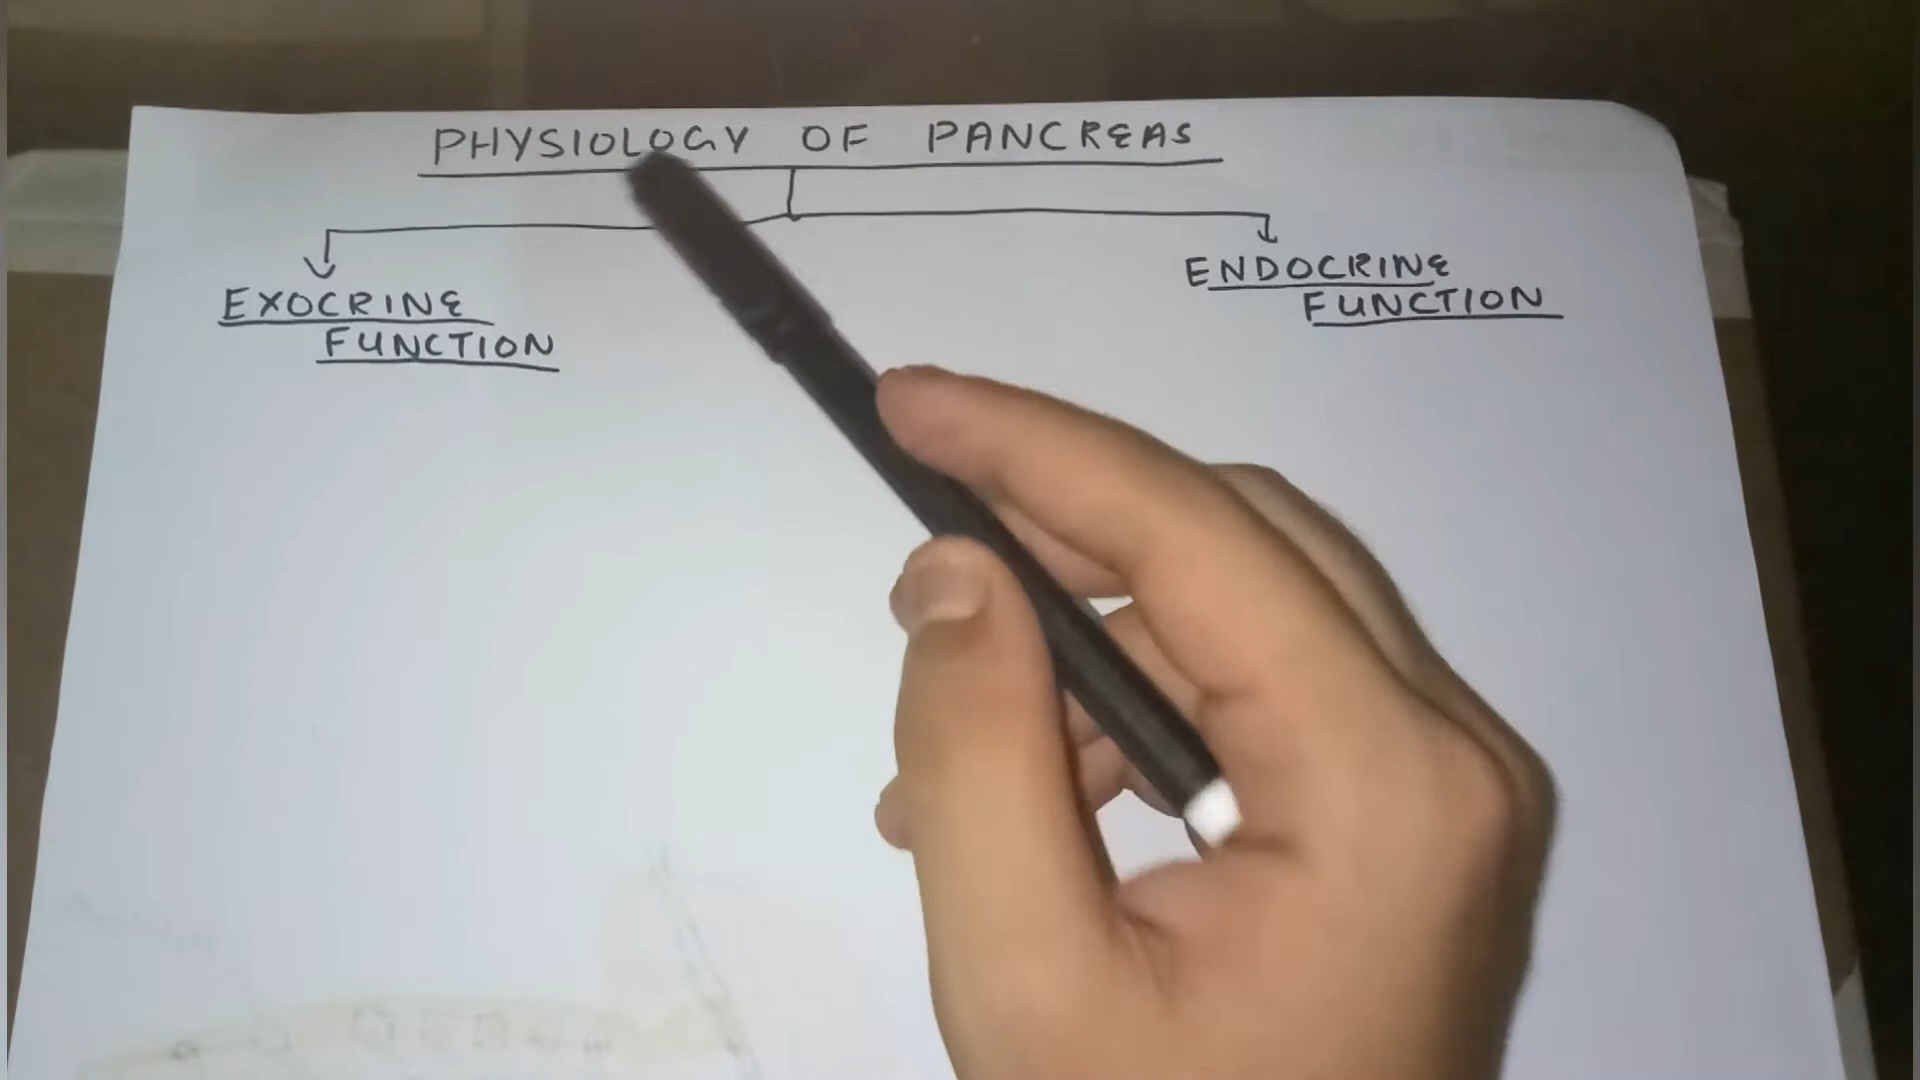 PHYSIOLOGY OF PANCREAS
EXOCRINE
FUNCTION
ENDOCRINE
FUNCTION